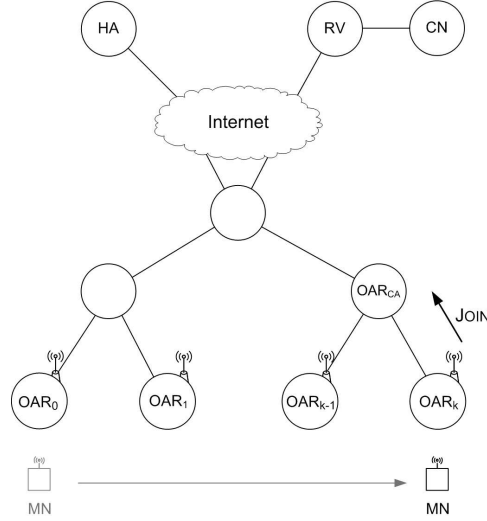 HA
RV
CN
Internet
OAR_CA
JOIN
OAR_0
OAR_1
OAR_k-1
OAR_k
MN
MN